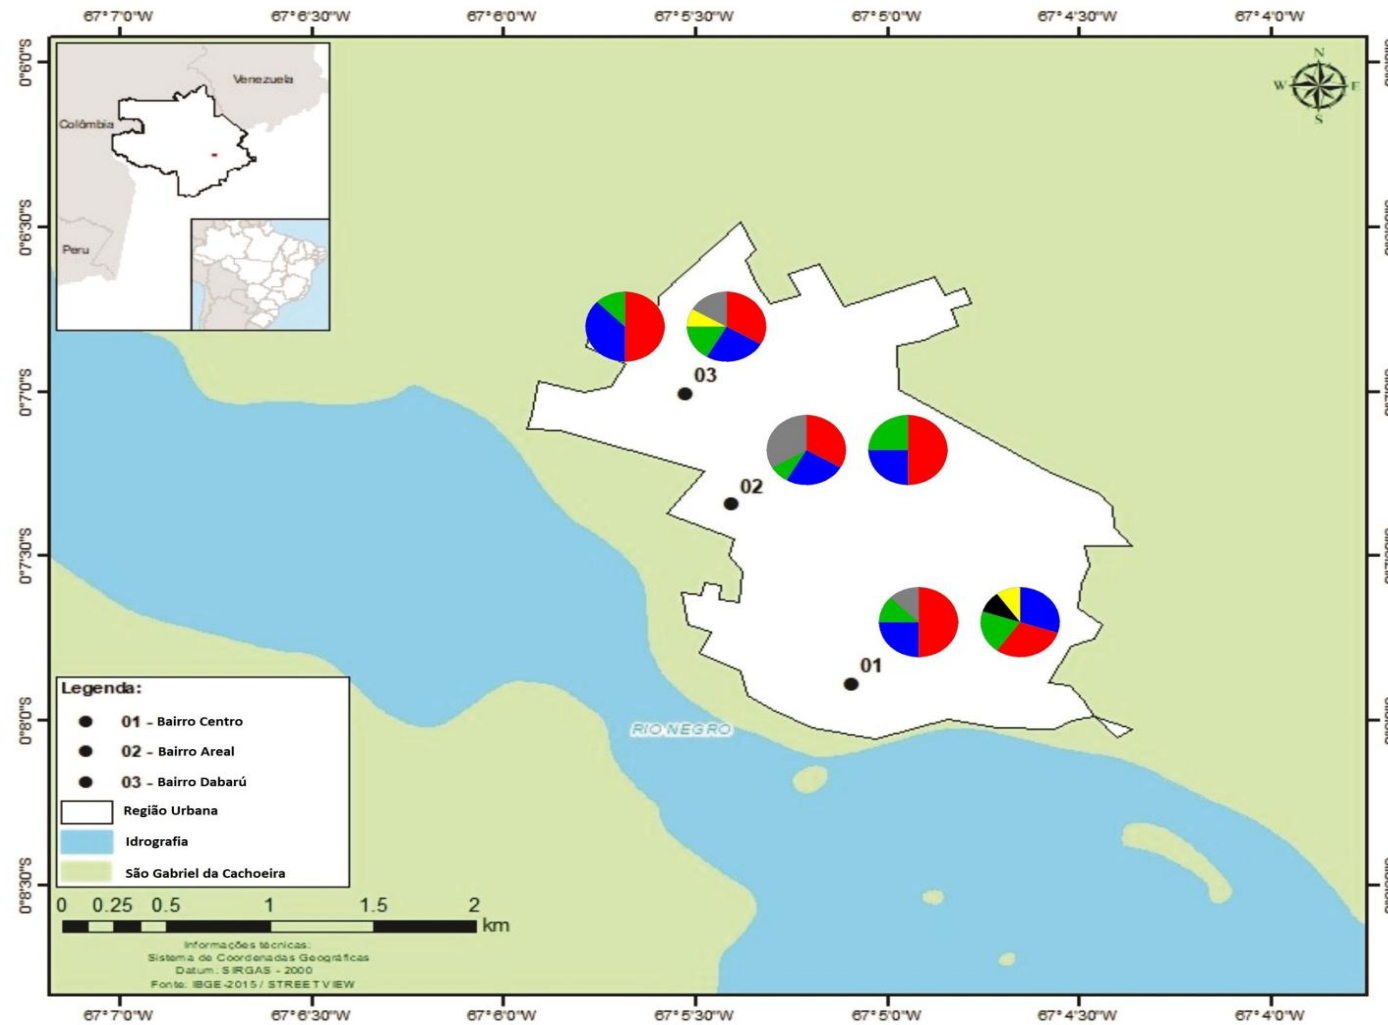 67°7'0"W 67°6'30"W 67°6'0"W 67°5'30"W 67°5'0"W 67°4'30"W 67°4'0"W
0°6'0"S
0°6'30"S
0°7'0"S
0°7'30"S
0°8'0"S
0°8'30"S
Venezuela
Colômbia
Peru
N
W E
S
03
02
01
RIO NEGRO
Legenda:
01 - Bairro Centro
02 - Bairro Areal
03 - Bairro Dabarú
Região Urbana
Idrografia
São Gabriel da Cachoeira
0 0.25 0.5 1 1.5 2
km
Informações técnicas:
Sistema de Coordenadas Geográficas
Datum: SIRGAS - 2000
Fonte: IBGE-2015 / STREETVIEW
67°7'0"W 67°6'30"W 67°6'0"W 67°5'30"W 67°5'0"W 67°4'30"W 67°4'0"W